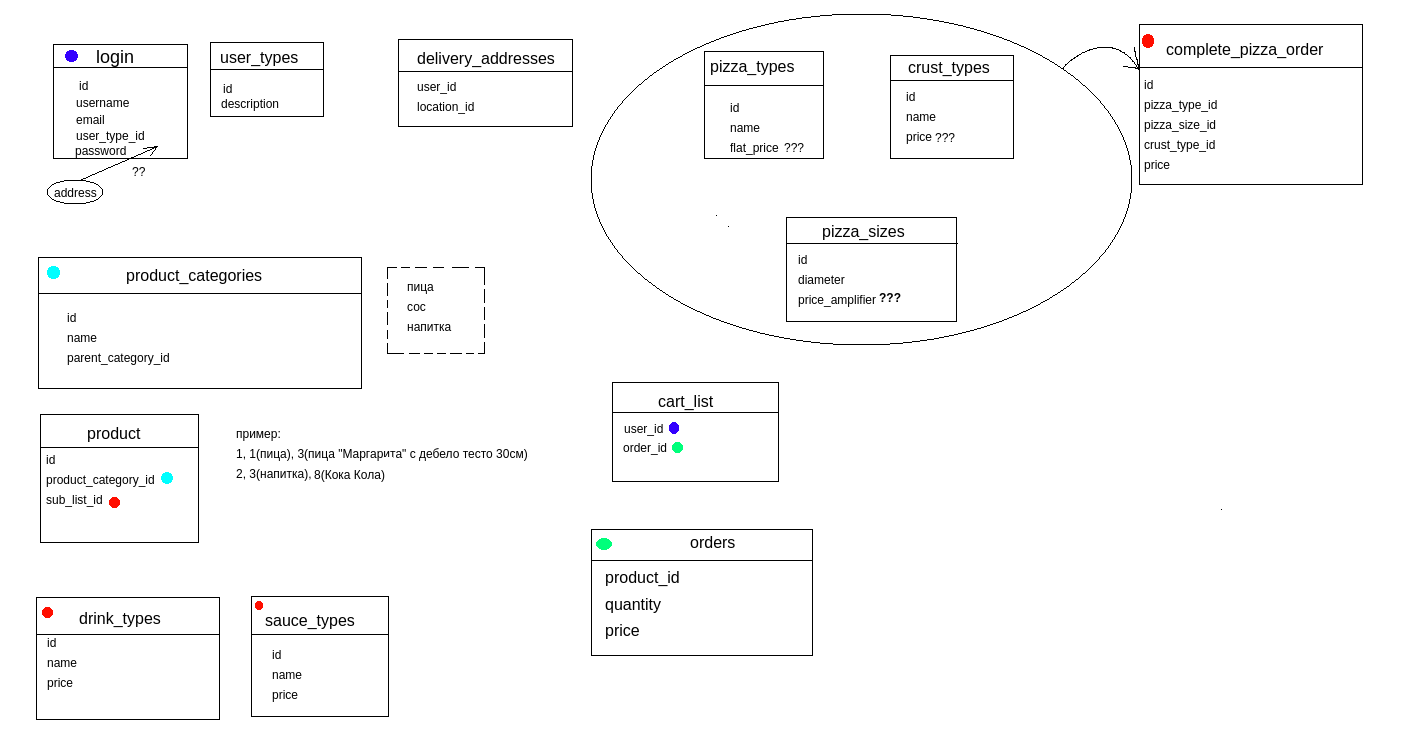 login
id
username
email
user_type_id
password
??
address
user_types
id
description
delivery_addresses
user_id
location_id
pizza_types
id
name
flat_price ???
crust_types
id
name
price ???
pizza_sizes
id
diameter
price_amplifier ???
complete_pizza_order
id
pizza_type_id
pizza_size_id
crust_type_id
price
product_categories
id
name
parent_category_id
пица
сос
напитка
product
id
product_category_id
sub_list_id
пример:
1, 1(пица), 3(пица "Маргарита" с дебело тесто 30см)
2, 3(напитка), 8(Кока Кола)
cart_list
user_id
order_id
orders
product_id
quantity
price
drink_types
id
name
price
sauce_types
id
name
price